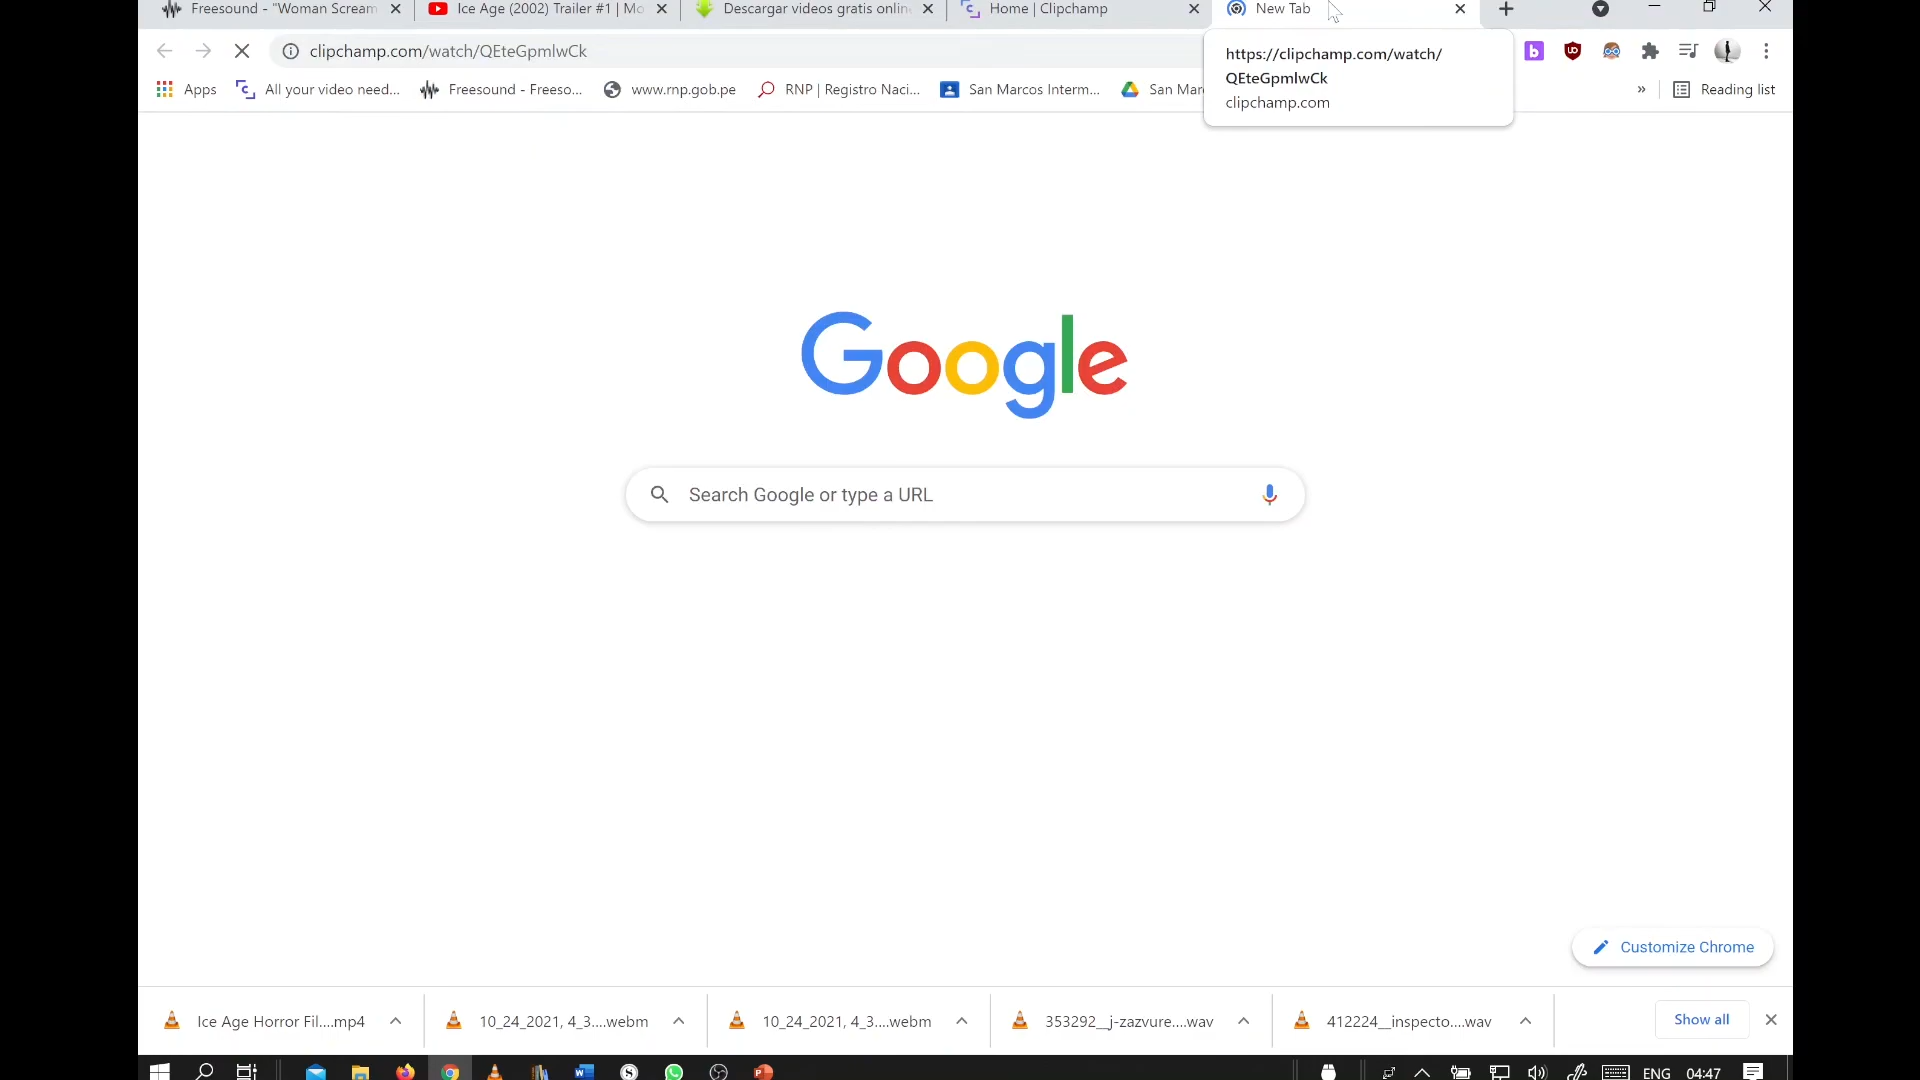 Freesound - "Woman Scream
Ice Age (2002) Trailer #1 | Mo
Descargar videos gratis onlin
Home | Clipchamp
New Tab
clipchamp.com/watch/QEteGpmlwCk
https://clipchamp.com/watch/
QEteGpmlwCk
clipchamp.com
Apps
All your video need...
Freesound - Freeso...
www.rnp.gob.pe
RNP | Registro Naci...
San Marcos Interm...
San Mar
»
Reading list
Google
Search Google or type a URL
Customize Chrome
Ice Age Horror Fil....mp4
10_24_2021, 4_3....webm
10_24_2021, 4_3....webm
353292__j-zazvure....wav
412224__inspecto....wav
Show all
ENG
04:47